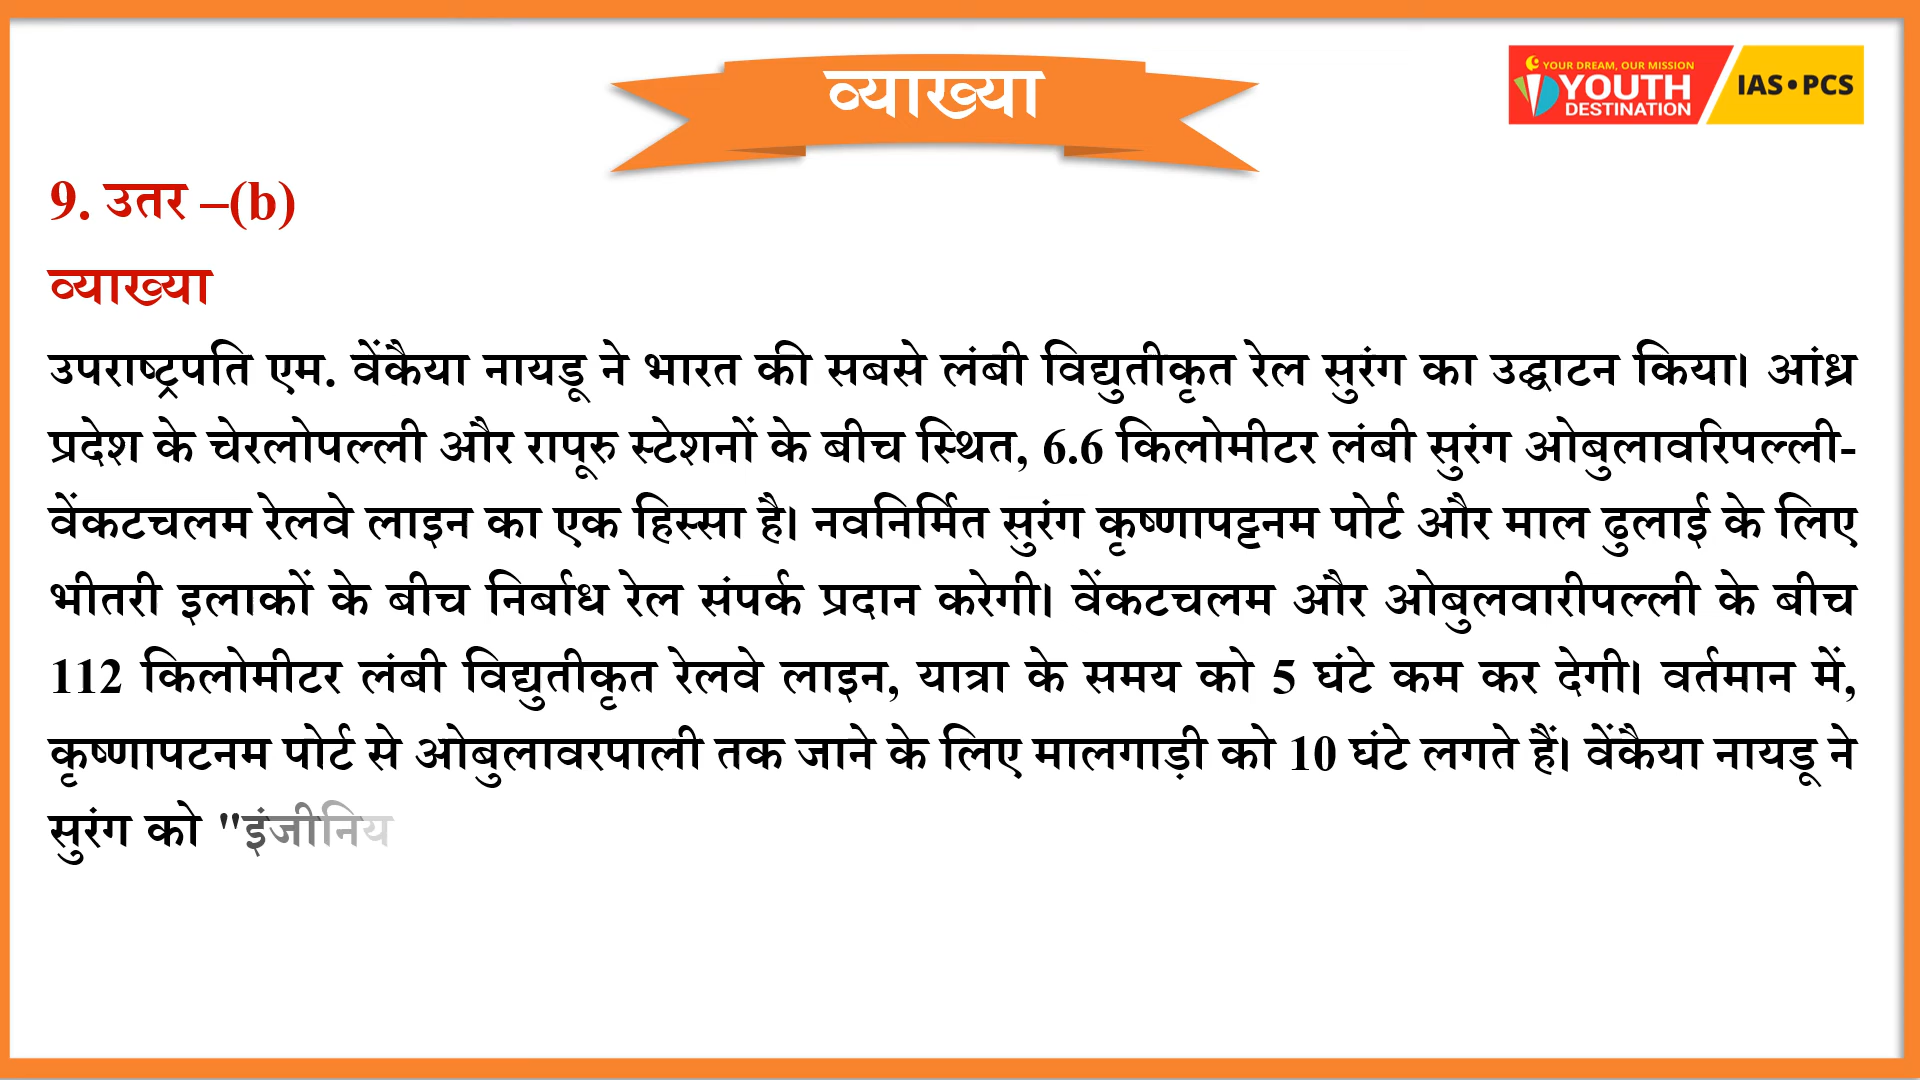 व्याख्या
YOUR DREAM, OUR MISSION
YOUTH
DESTINATION
IAS•PCS
9. उतर –(b)
व्याख्या
उपराष्ट्रपति एम. वेंकैया नायडू ने भारत की सबसे लंबी विद्युतीकृत रेल सुरंग का उद्घाटन किया। आंध्र
प्रदेश के चेरलोपल्ली और रापूरु स्टेशनों के बीच स्थित, 6.6 किलोमीटर लंबी सुरंग ओबुलावरिपल्ली-
वेंकटचलम रेलवे लाइन का एक हिस्सा है। नवनिर्मित सुरंग कृष्णापट्टनम पोर्ट और माल ढुलाई के लिए
भीतरी इलाकों के बीच निर्बाध रेल संपर्क प्रदान करेगी। वेंकटचलम और ओबुलवारीपल्ली के बीच
112 किलोमीटर लंबी विद्युतीकृत रेलवे लाइन, यात्रा के समय को 5 घंटे कम कर देगी। वर्तमान में,
कृष्णापटनम पोर्ट से ओबुलावरपाली तक जाने के लिए मालगाड़ी को 10 घंटे लगते हैं। वेंकैया नायडू ने
सुरंग को "इंजीनिय